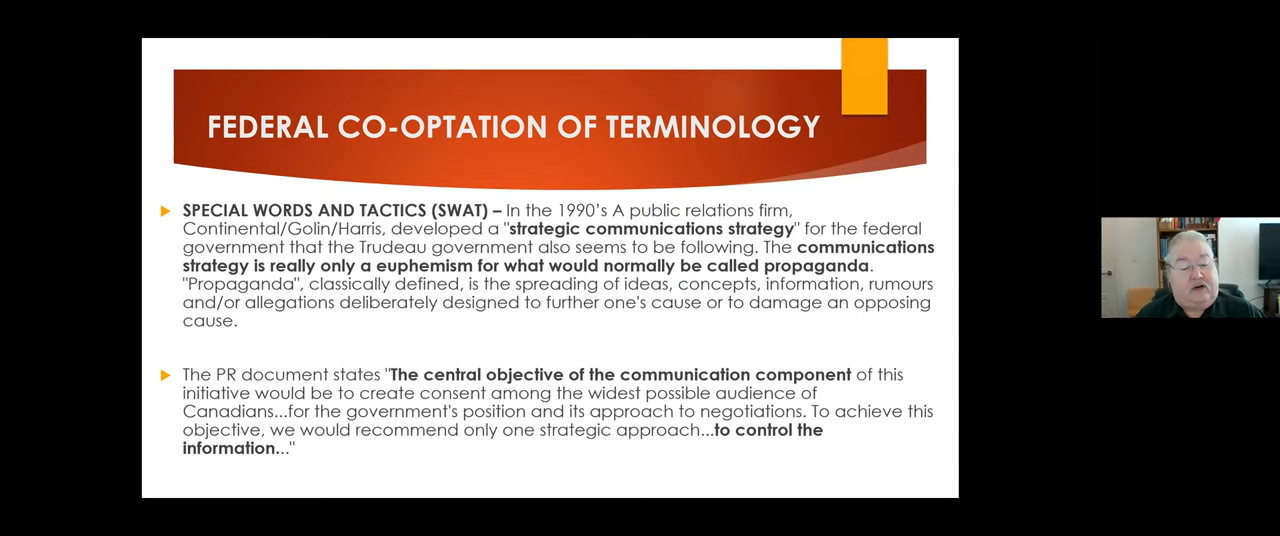 FEDERAL CO-OPTATION OF TERMINOLOGY
SPECIAL WORDS AND TACTICS (SWAT) – In the 1990's A public relations firm,
Continental/Golin/Harris, developed a "strategic communications strategy" for the federal
government that the Trudeau government also seems to be following. The communications
strategy is really only a euphemism for what would normally be called propaganda.
"Propaganda", classically defined, is the spreading of ideas, concepts, information, rumours
and/or allegations deliberately designed to further one's cause or to damage an opposing
cause.
The PR document states "The central objective of the communication component of this
initiative would be to create consent among the widest possible audience of
Canadians...for the government's position and its approach to negotiations. To achieve this
objective, we would recommend only one strategic approach...to control the
information..."